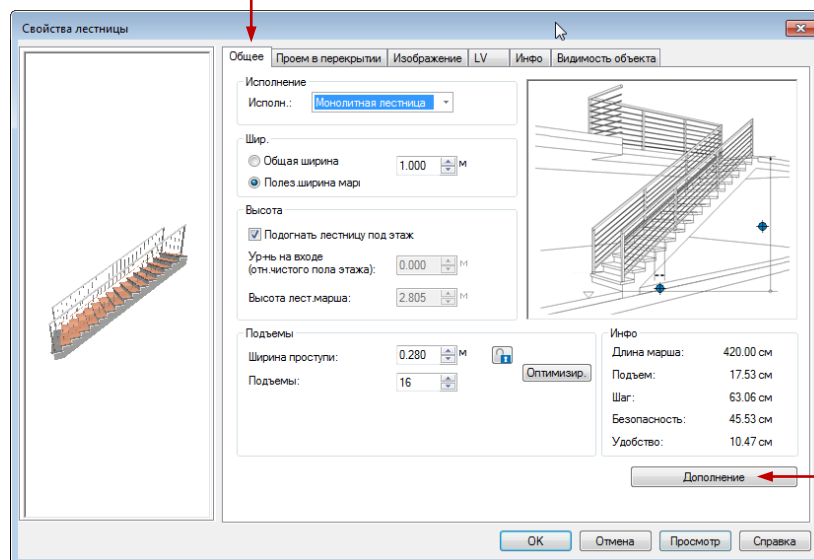 Свойства лестницы
Общее Проем в перекрытии Изображение LV Инфо Видимость объекта
Исполнение
Исполн.: Монолитная лестница
Шир.
Общая ширина 1.000 м
Полез.ширина марі
Высота
Подогнать лестницу под этаж
Ур-нь на входе
(отн.чистого пола этажа): 0.000 м
Высота лест.марша: 2.805 м
Подъемы
Ширина проступи: 0.280 м
Подъемы: 16
Оптимизир.
Инфо
Длина марша: 420.00 см
Подъем: 17.53 см
Шаг: 63.06 см
Безопасность: 45.53 см
Удобство: 10.47 см
Дополнение
OK Отмена Просмотр Справка